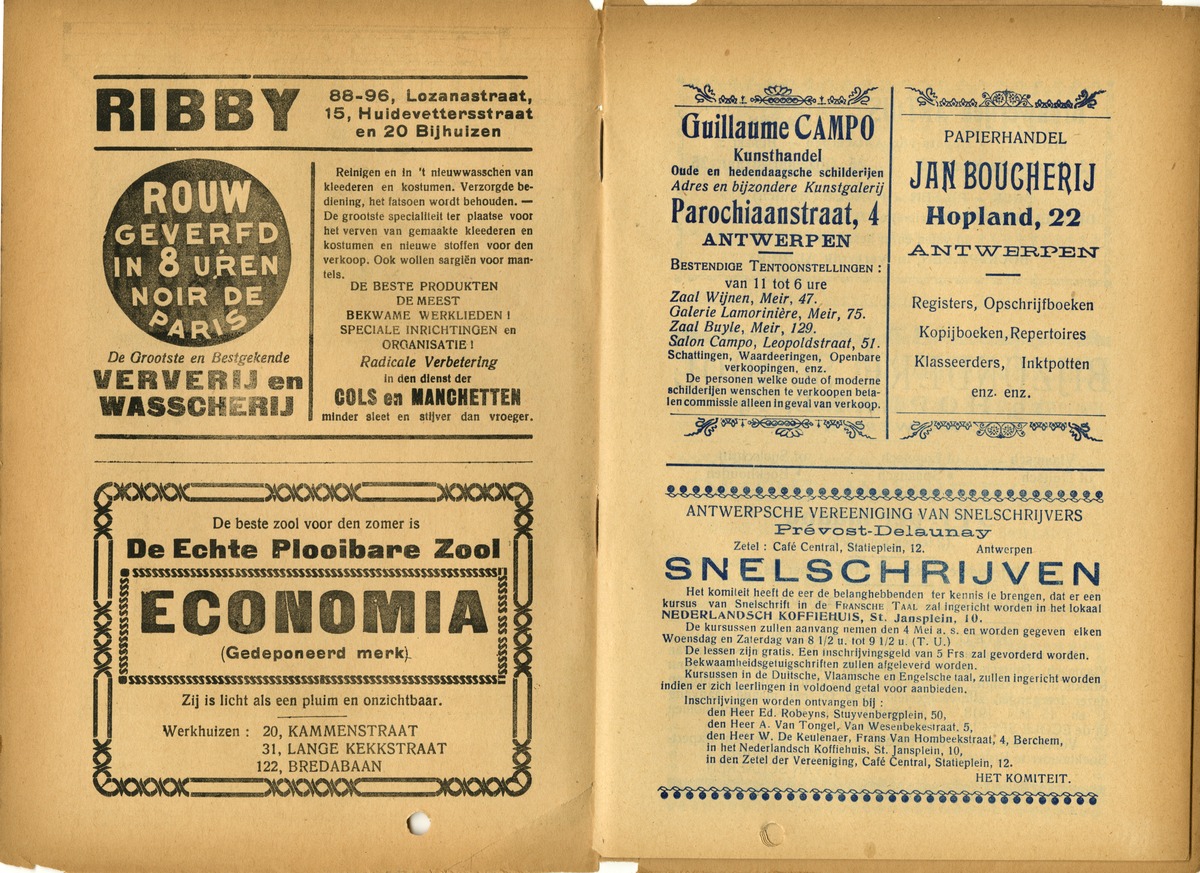 RIBBY
88-96, Lozanastraat,
15, Huidevettersstraat
en 20 Bijhuizen
ROUW
GEVERFD
IN 8 UREN
NOIR DE
PARIS
De Grootste en Bestgekende
VERVERIJ en
WASSCHERIJ
Reinigen en in 't nieuwwasschen van
kleederen en kostumen. Verzorgde be-
diening, het fatsoen wordt behouden. —
De grootste specialiteit ter plaatse voor
het verven van gemaakte kleederen en
kostumen en nieuwe stoffen voor den
verkoop. Ook wollen sargiën voor man-
tels.
DE BESTE PRODUKTEN
DE MEEST
BEKWAME WERKLIEDEN !
SPECIALE INRICHTINGEN en
ORGANISATIE !
Radicale Verbetering
in den dienst der
COLS en MANCHETTEN
minder sleet en stijver dan vroeger.
De beste zool voor den zomer is
De Echte Plooibare Zool
ECONOMIA
(Gedeponeerd merk)
Zij is licht als een pluim en onzichtbaar.
Werkhuizen : 20, KAMMENSTRAAT
31, LANGE KEKKSTRAAT
122, BREDABAAN
Guillaume CAMPO
Kunsthandel
Oude en hedendaagsche schilderijen
Adres en bijzondere Kunstgalerij
Parochiaanstraat, 4
ANTWERPEN
BESTENDIGE TENTOONSTELLINGEN :
van 11 tot 6 ure
Zaal Wijnen, Meir, 47.
Galerie Lamorinière, Meir, 75.
Zaal Buyle, Meir, 129.
Salon Campo, Leopoldstraat, 51.
Schattingen, Waardeeringen, Openbare
verkoopingen, enz.
De personen welke oude of moderne
schilderijen wenschen te verkoopen beta-
len commissie alleen in geval van verkoop.
PAPIERHANDEL
JAN BOUCHERIJ
Hopland, 22
ANTWERPEN
Registers, Opschrijfboeken
Kopijboeken, Repertoires
Klasseerders, Inktpotten
enz. enz.
ANTWERPSCHE VEREENIGING VAN SNELSCHRIJVERS
Prévost-Delaunay
Zetel : Café Central, Statieplein, 12. Antwerpen
SNELSCHRIJVEN
Het komiteit heeft de eer de belanghebbenden ter kennis te brengen, dat er een
kursus van Snelschrift in de FRANSCHE TAAL zal ingericht worden in het lokaal
NEDERLANDSCH KOFFIEHUIS, St. Jansplein, 10.
De kursussen zullen aanvang nemen den 4 Mei a. s. en worden gegeven elken
Woensdag en Zaterdag van 8 1/2 u. tot 9 1/2 u. (T. U.)
De lessen zijn gratis. Een inschrijvingsgeld van 5 Frs. zal gevorderd worden.
Bekwaamheidsgetuigschriften zullen afgeleverd worden.
Kursussen in de Duitsche, Vlaamsche en Engelsche taal, zullen ingericht worden
indien er zich leerlingen in voldoend getal voor aanbieden.
Inschrijvingen worden ontvangen bij :
den Heer Ed. Robeyns, Stuyvenbergplein, 50,
den Heer A. Van Tongel, Van Wesenbekestraat, 5,
den Heer W. De Keulenaer, Frans Van Hombeekstraat, 4, Berchem,
in het Nederlandsch Koffiehuis, St. Jansplein, 10,
in den Zetel der Vereeniging, Café Central, Statieplein, 12.
HET KOMITEIT.